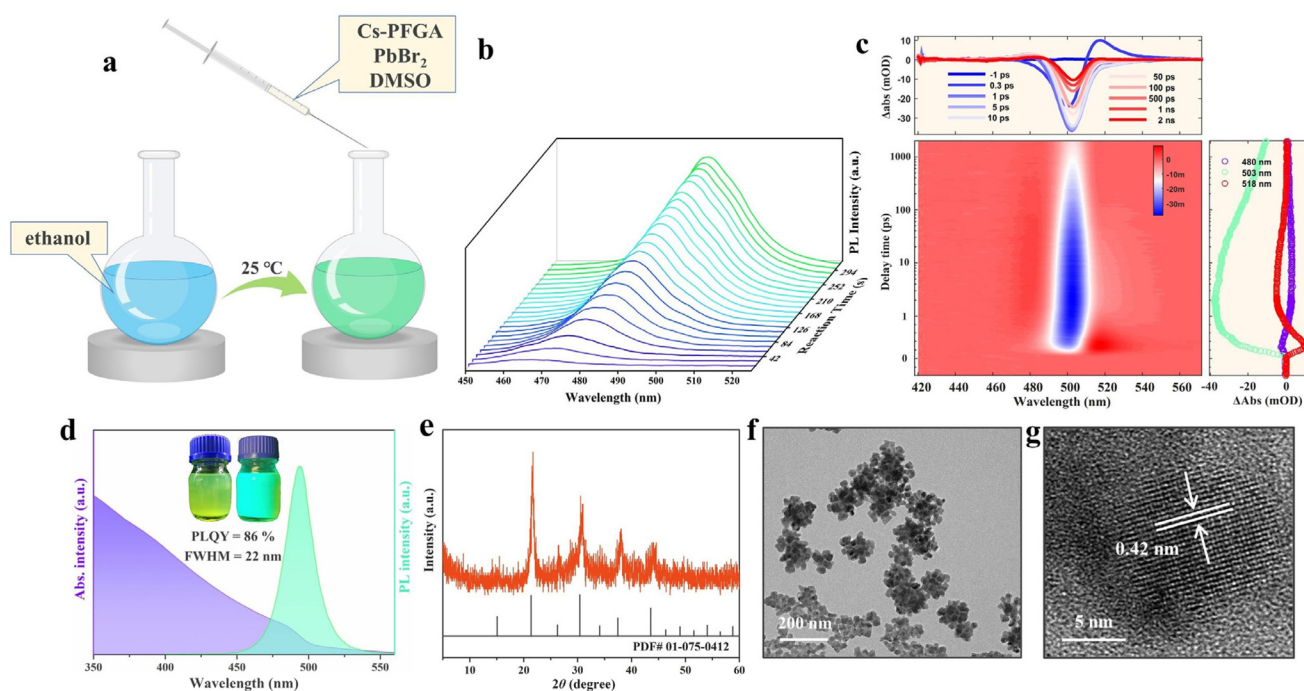 a
Cs-PFGA
PbBr2
DMSO
ethanol
25 ℃
b
PL Intensity (a.u.)
Reaction Time (s)
294
252
210
168
126
84
42
450 460 470 480 490 500 510 520
Wavelength (nm)
c
Δabs (mOD)
10
0
-10
-20
-30
-1 ps
0.3 ps
1 ps
5 ps
10 ps
50 ps
100 ps
500 ps
1 ns
2 ns
Delay time (ps)
1000
100
10
1
0
0
-10m
-20m
-30m
420 440 460 480 500 520 540 560
Wavelength (nm)
480 nm
503 nm
518 nm
-40 -20 0
ΔAbs (mOD)
d
Abs. intensity (a.u.)
PL intensity (a.u.)
PLQY = 86 %
FWHM = 22 nm
350 400 450 500 550
Wavelength (nm)
e
Intensity (a.u.)
PDF# 01-075-0412
10 20 30 40 50 60
2θ (degree)
f
200 nm
g
0.42 nm
5 nm